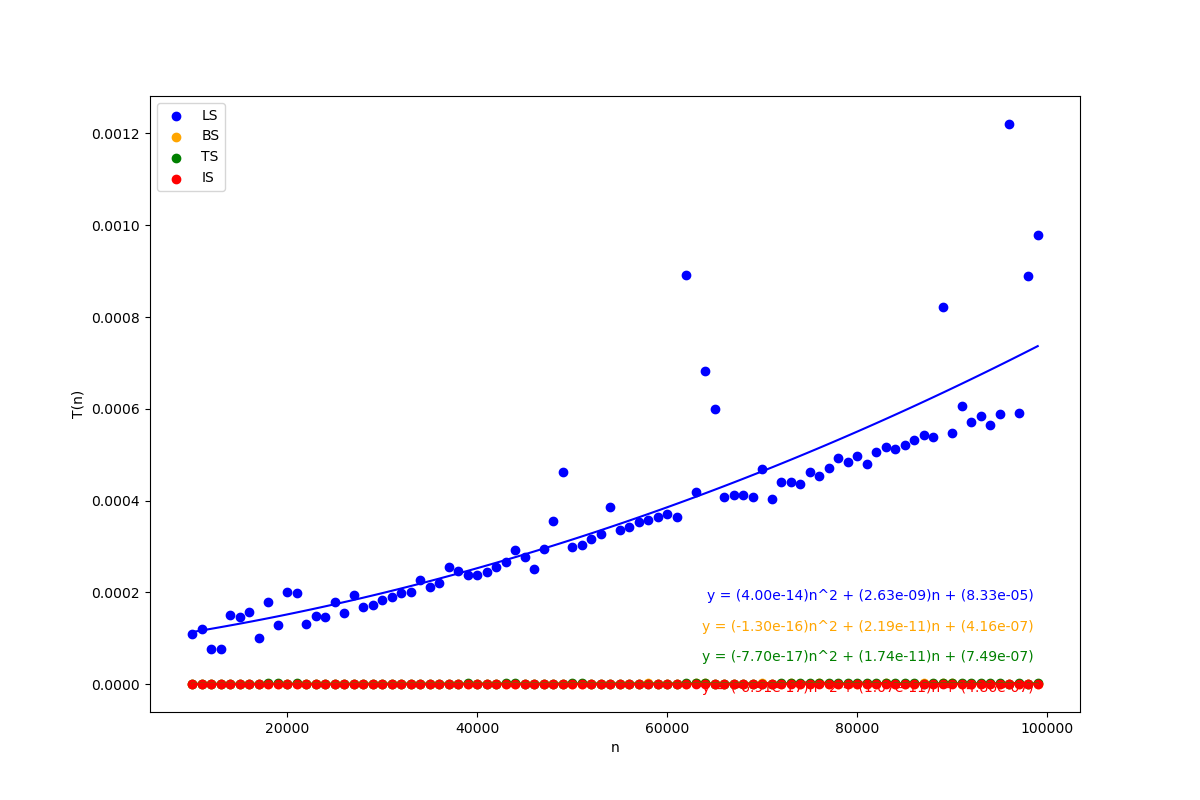 LS
BS
TS
IS
0.0012
0.0010
0.0008
0.0006
0.0004
0.0002
0.0000
T(n)
y = (4.00e-14)n^2 + (2.63e-09)n + (8.33e-05)
y = (-1.30e-16)n^2 + (2.19e-11)n + (4.16e-07)
y = (-7.70e-17)n^2 + (1.74e-11)n + (7.49e-07)
20000
40000
60000
80000
100000
n